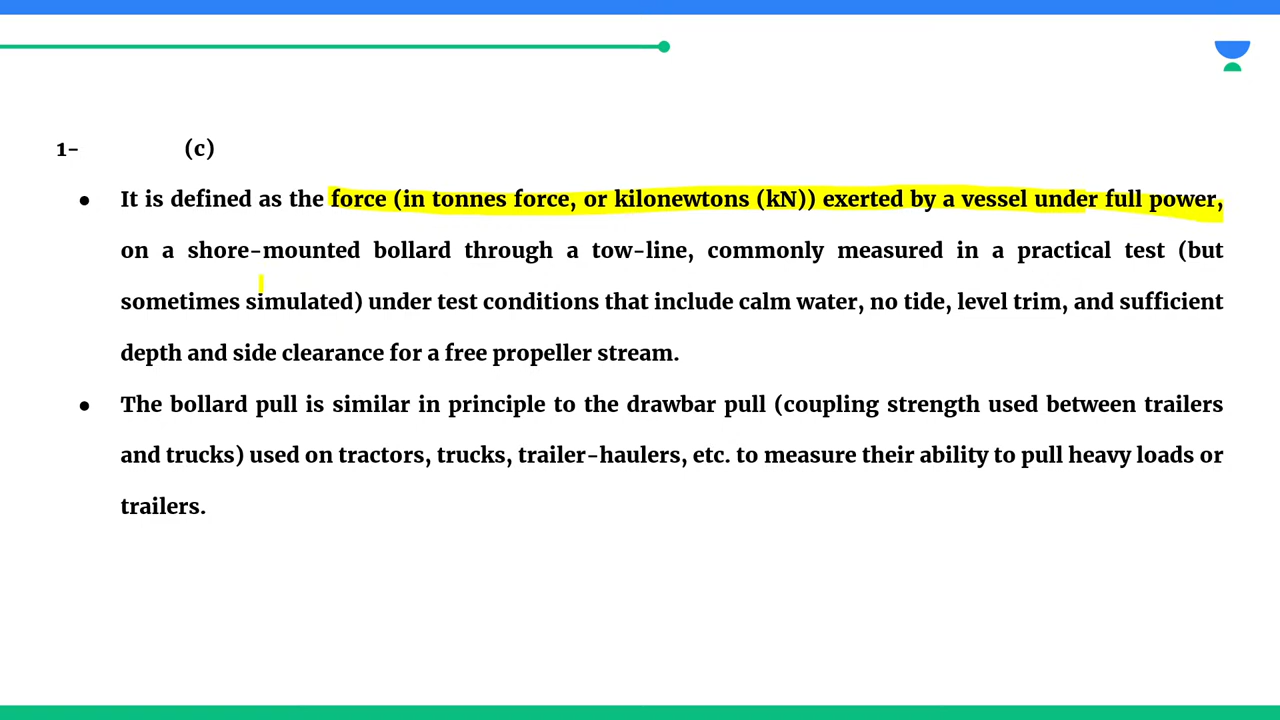 1- (c)
● It is defined as the force (in tonnes force, or kilonewtons (kN)) exerted by a vessel under full power,
on a shore-mounted bollard through a tow-line, commonly measured in a practical test (but
sometimes simulated) under test conditions that include calm water, no tide, level trim, and sufficient
depth and side clearance for a free propeller stream.
● The bollard pull is similar in principle to the drawbar pull (coupling strength used between trailers
and trucks) used on tractors, trucks, trailer-haulers, etc. to measure their ability to pull heavy loads or
trailers.